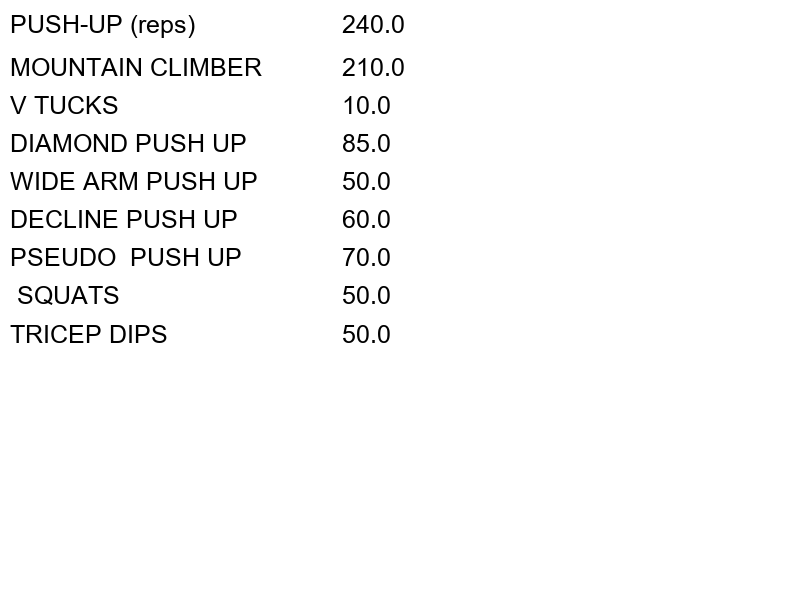 PUSH-UP (reps) 240.0
MOUNTAIN CLIMBER 210.0
V TUCKS 10.0
DIAMOND PUSH UP 85.0
WIDE ARM PUSH UP 50.0
DECLINE PUSH UP 60.0
PSEUDO  PUSH UP 70.0
SQUATS 50.0
TRICEP DIPS 50.0